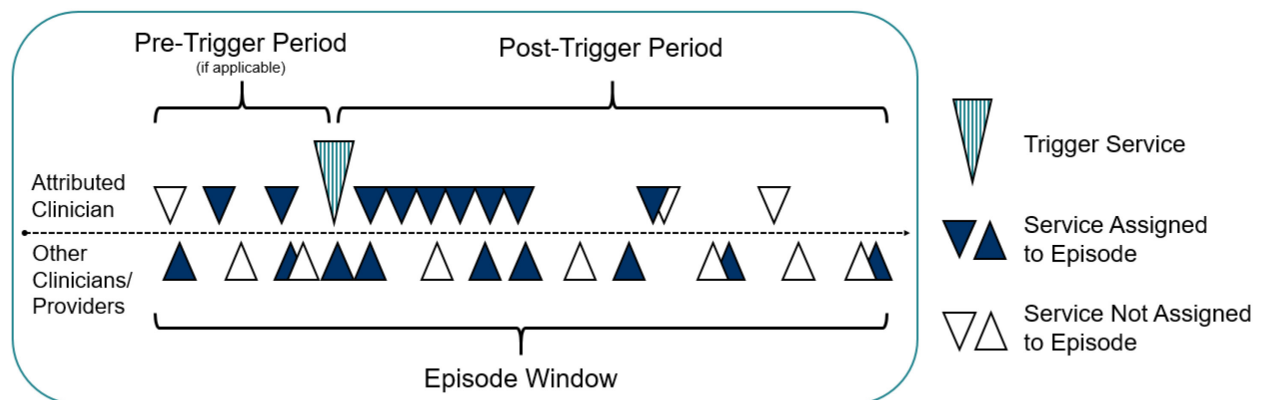 Pre-Trigger Period
(if applicable)
Post-Trigger Period
Attributed
Clinician
Other
Clinicians/
Providers
Episode Window
Trigger Service
Service Assigned
to Episode
Service Not Assigned
to Episode